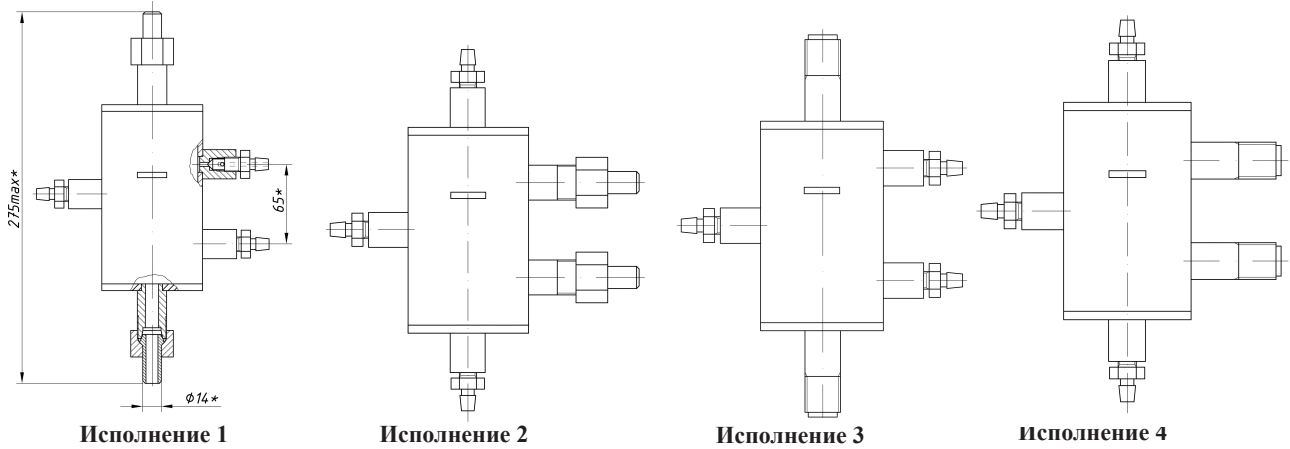 275max*
65*
ϕ14*
Исполнение 1
Исполнение 2
Исполнение 3
Исполнение 4